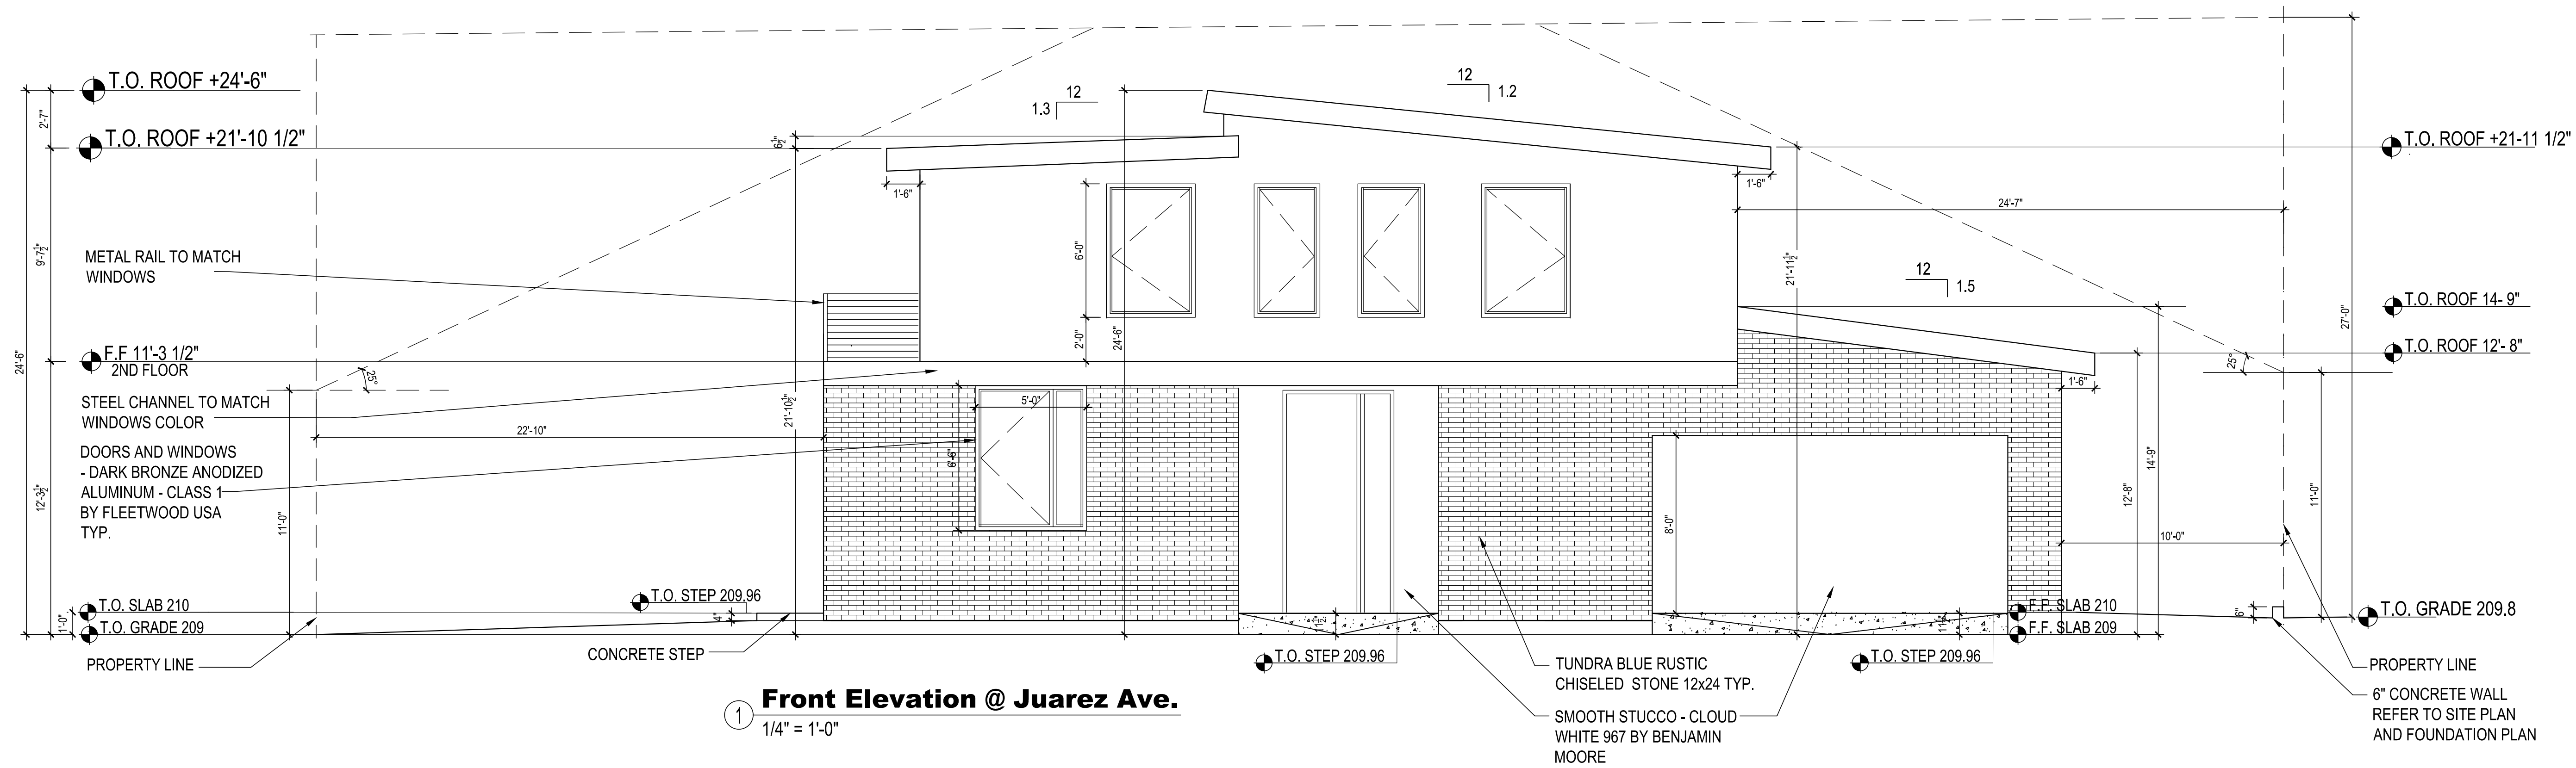 T.O. ROOF +24'-6"
T.O. ROOF +21'-10 1/2"
2'-7"
9'-7½"
24'-6"
12'-3½"
METAL RAIL TO MATCH
WINDOWS
F.F 11'-3 1/2"
2ND FLOOR
25°
STEEL CHANNEL TO MATCH
WINDOWS COLOR
DOORS AND WINDOWS
- DARK BRONZE ANODIZED
ALUMINUM - CLASS 1
BY FLEETWOOD USA
TYP.
11'-0"
22'-10"
T.O. SLAB 210
T.O. GRADE 209
1'-0"
PROPERTY LINE
T.O. STEP 209.96
4"
CONCRETE STEP
6½"
21'-10½"
1'-6"
12
1.3
12
1.2
6'-0"
2'-0"
24'-6"
5'-0"
6'-6"
1'-6"
21'-11½"
24'-7"
12
1.5
1'-6"
8'-0"
12'-8"
14'-9"
10'-0"
11'-0"
25°
27'-0"
T.O. ROOF +21-11 1/2"
T.O. ROOF 14- 9"
T.O. ROOF 12'- 8"
F.F. SLAB 210
F.F. SLAB 209
6"
T.O. GRADE 209.8
T.O. STEP 209.96
T.O. STEP 209.96
PROPERTY LINE
6" CONCRETE WALL
REFER TO SITE PLAN
AND FOUNDATION PLAN
TUNDRA BLUE RUSTIC
CHISELED STONE 12x24 TYP.
SMOOTH STUCCO - CLOUD
WHITE 967 BY BENJAMIN
MOORE
1
Front Elevation @ Juarez Ave.
1/4" = 1'-0"